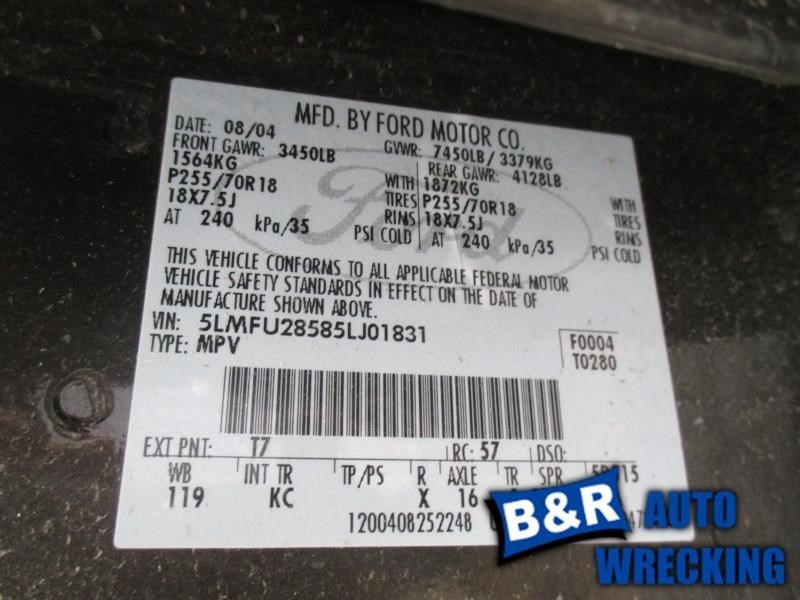 MFD. BY FORD MOTOR CO.
DATE: 08/04 GVWR: 7450LB/3379KG
FRONT GAWR: 3450LB REAR GAWR: 4128LB
1564KG WITH 1872KG WITH
P255/70R18 TIRES P255/70R18 TIRES
18X7.5J RIMS 18X7.5J RIMS
AT 240 kPa/35 PSI COLD AT 240 kPa/35 PSI COLD
Ford
THIS VEHICLE CONFORMS TO ALL APPLICABLE FEDERAL MOTOR
VEHICLE SAFETY STANDARDS IN EFFECT ON THE DATE OF
MANUFACTURE SHOWN ABOVE.
VIN: 5LMFU28585LJ01831
TYPE: MPV
F0004
T0280
EXT PNT: T7 RC: 57 DSO:
WB INT TR TP/PS R AXLE TR SPR
119 KC X 16
1200408252248
B&R AUTO
WRECKING